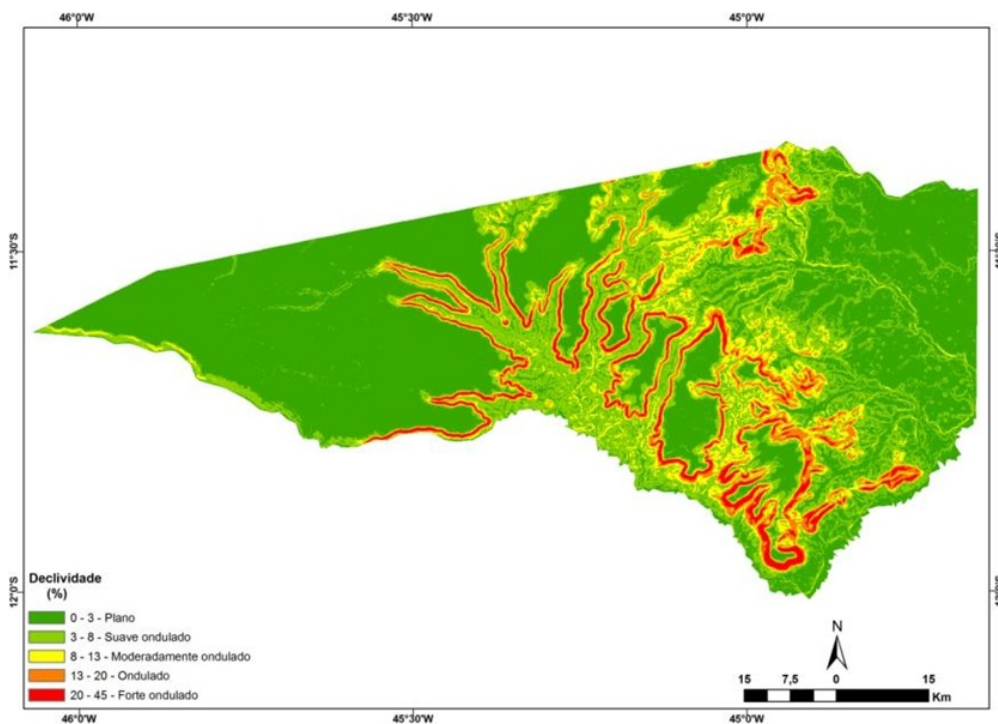 46°0'W 45°30'W 45°0'W
11°30'S
Declividade
(%)
0 - 3 - Plano
3 - 8 - Suave ondulado
8 - 13 - Moderadamente ondulado
13 - 20 - Ondulado
20 - 45 - Forte ondulado
12°0'S
N
15 7,5 0 15
Km
46°0'W 45°30'W 45°0'W